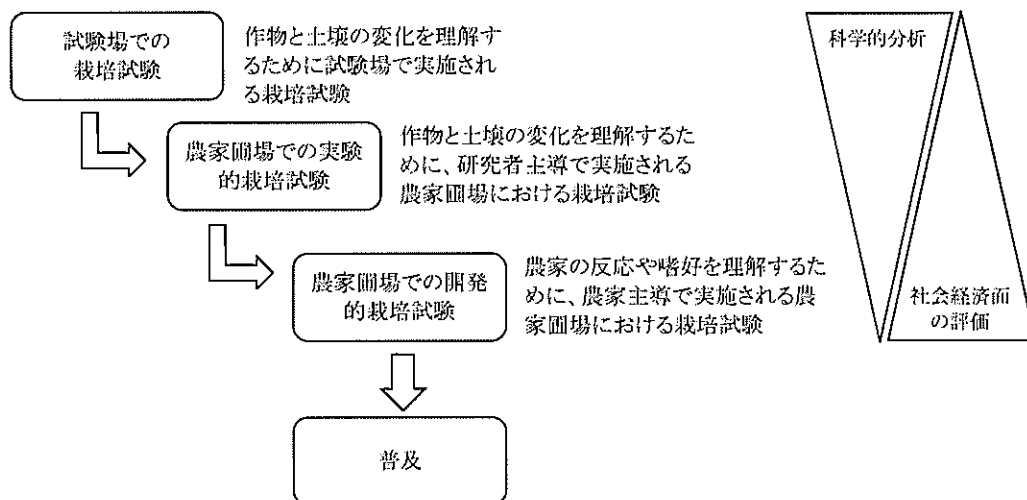 試験場での
栽培試験
作物と土壌の変化を理解す
るために試験場で実施され
る栽培試験
農家圃場での実験
的栽培試験
作物と土壌の変化を理解するた
めに、研究者主導で実施される
農家圃場における栽培試験
農家圃場での開発
的栽培試験
農家の反応や嗜好を理解するた
めに、農家主導で実施される農
家圃場における栽培試験
普及
科学的分析
社会経済面
の評価